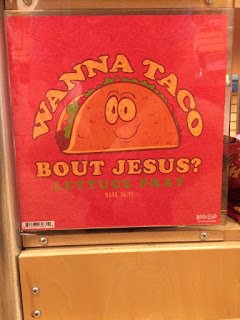 WANNA TACO
BOUT JESUS?
LETTUCE PRAY